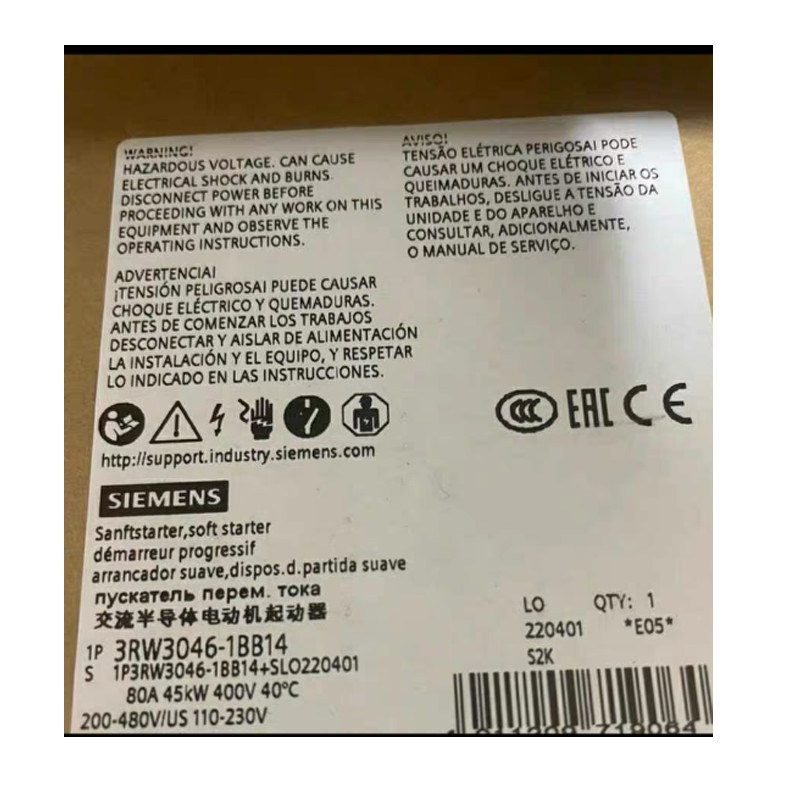 WARNING!
HAZARDOUS VOLTAGE. CAN CAUSE
ELECTRICAL SHOCK AND BURNS.
DISCONNECT POWER BEFORE
PROCEEDING WITH ANY WORK ON THIS
EQUIPMENT AND OBSERVE THE
OPERATING INSTRUCTIONS.
AVISO!
TENSÃO ELÉTRICA PERIGOSA! PODE
CAUSAR UM CHOQUE ELÉTRICO E
QUEIMADURAS. ANTES DE INICIAR OS
TRABALHOS, DESLIGUE A TENSÃO DA
UNIDADE E DO APARELHO E
CONSULTAR, ADICIONALMENTE,
O MANUAL DE SERVIÇO.
ADVERTENCIA!
¡TENSIÓN PELIGROSA! PUEDE CAUSAR
CHOQUE ELÉCTRICO Y QUEMADURAS.
ANTES DE COMENZAR LOS TRABAJOS
DESCONECTAR Y AISLAR DE ALIMENTACIÓN
LA INSTALACIÓN Y EL EQUIPO, Y RESPETAR
LO INDICADO EN LAS INSTRUCCIONES.
CCC EAC CE
http://support.industry.siemens.com
SIEMENS
Sanftstarter,soft starter
démarreur progressif
arrancador suave,dispos.d.partida suave
пускатель перем. тока
交流半导体电动机起动器
1P 3RW3046-1BB14
S 1P3RW3046-1BB14+SLO220401
80A 45kW 400V 40°C
200-480V/US 110-230V
LO QTY: 1
220401 *E05*
S2K